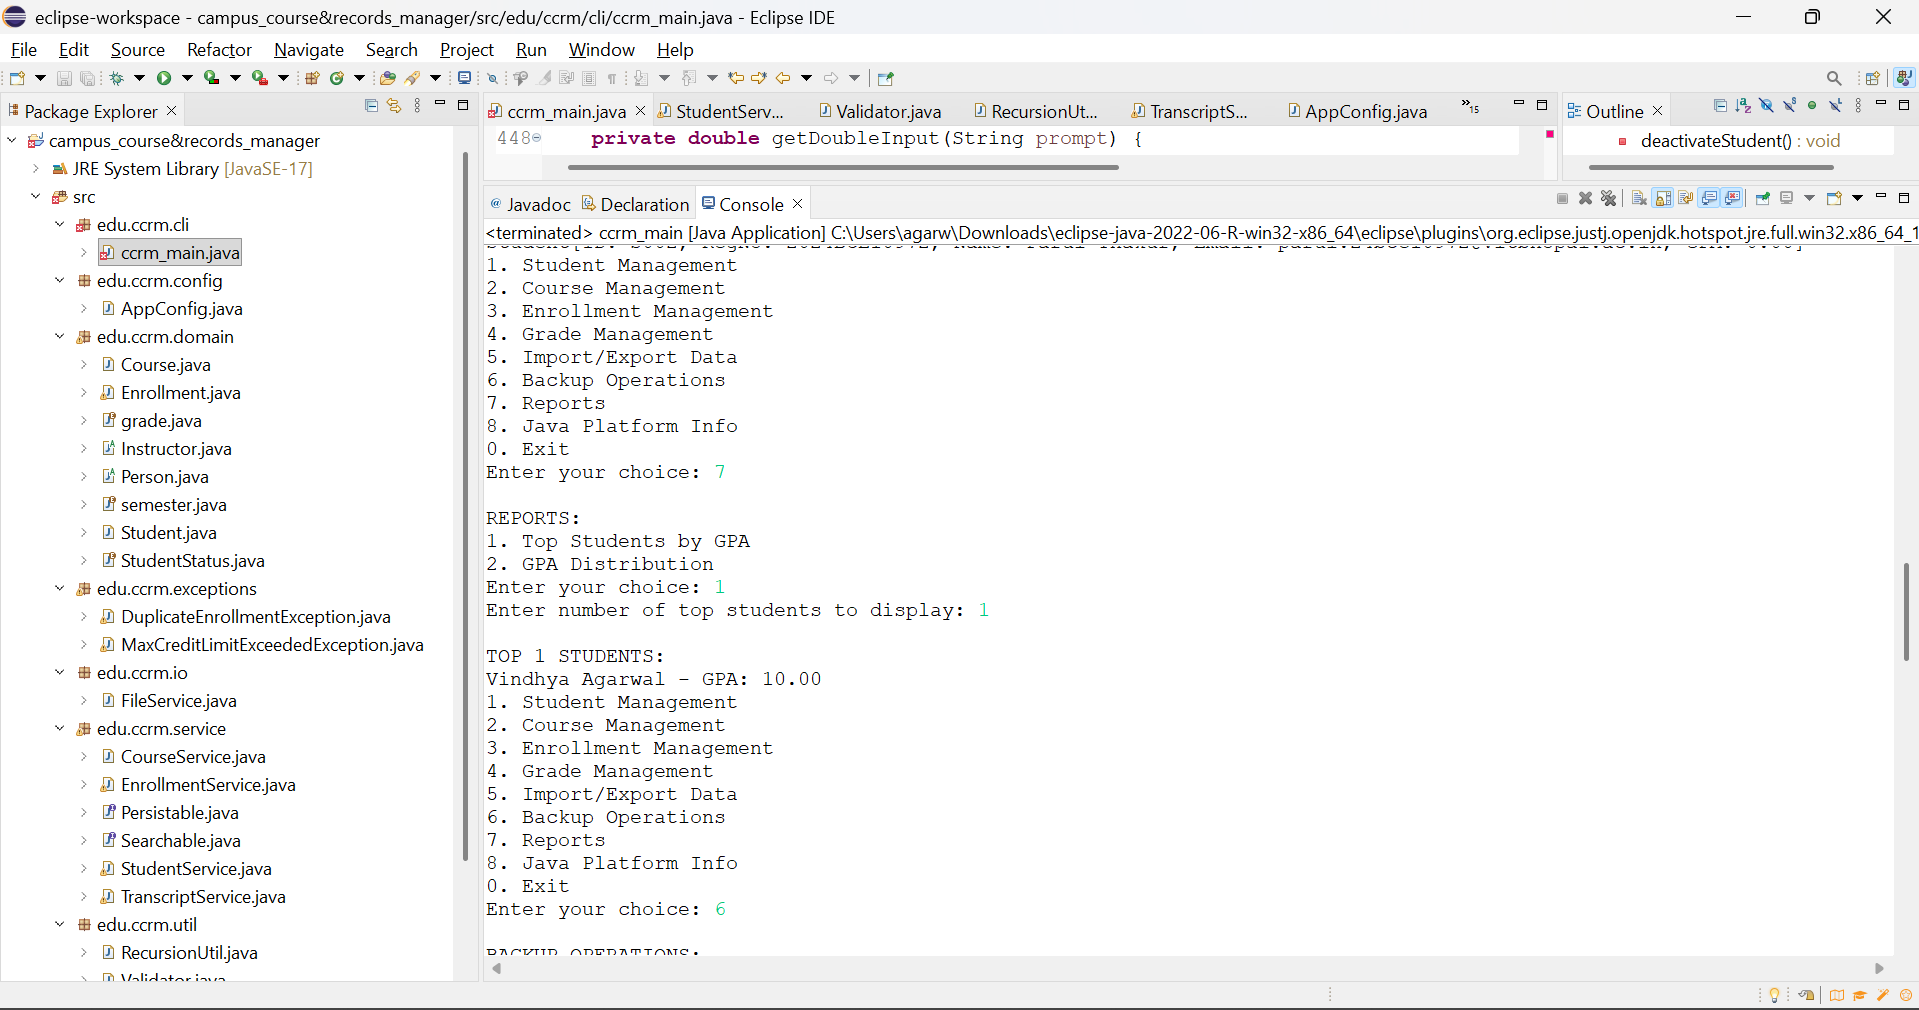 eclipse-workspace - campus_course&records_manager/src/edu/ccrm/cli/ccrm_main.java - Eclipse IDE
File Edit Source Refactor Navigate Search Project Run Window Help
Package Explorer
campus_course&records_manager
JRE System Library [JavaSE-17]
src
edu.ccrm.cli
ccrm_main.java
edu.ccrm.config
AppConfig.java
edu.ccrm.domain
Course.java
Enrollment.java
grade.java
Instructor.java
Person.java
semester.java
Student.java
StudentStatus.java
edu.ccrm.exceptions
DuplicateEnrollmentException.java
MaxCreditLimitExceededException.java
edu.ccrm.io
FileService.java
edu.ccrm.service
CourseService.java
EnrollmentService.java
Persistable.java
Searchable.java
StudentService.java
TranscriptService.java
edu.ccrm.util
RecursionUtil.java
Validator.java
ccrm_main.java StudentServ... Validator.java RecursionUt... TranscriptS... AppConfig.java »15
448 private double getDoubleInput(String prompt) {
Outline
deactivateStudent() : void
@ Javadoc Declaration Console
<terminated> ccrm_main [Java Application] C:\Users\agarw\Downloads\eclipse-java-2022-06-R-win32-x86_64\eclipse\plugins\org.eclipse.justj.openjdk.hotspot.jre.full.win32.x86_64_1
1. Student Management
2. Course Management
3. Enrollment Management
4. Grade Management
5. Import/Export Data
6. Backup Operations
7. Reports
8. Java Platform Info
0. Exit
Enter your choice: 7
REPORTS:
1. Top Students by GPA
2. GPA Distribution
Enter your choice: 1
Enter number of top students to display: 1
TOP 1 STUDENTS:
Vindhya Agarwal - GPA: 10.00
1. Student Management
2. Course Management
3. Enrollment Management
4. Grade Management
5. Import/Export Data
6. Backup Operations
7. Reports
8. Java Platform Info
0. Exit
Enter your choice: 6
BACKUP OPERATIONS: